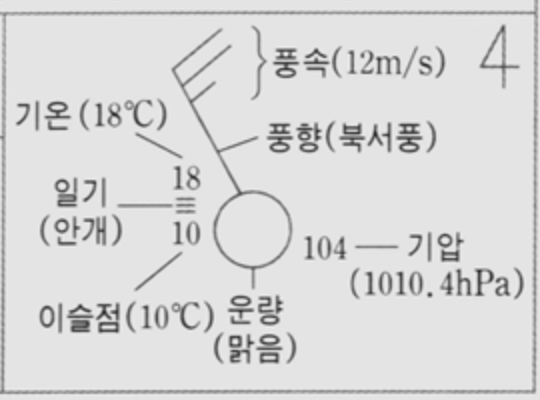 풍속(12m/s)
4
기온(18℃)
풍향(북서풍)
18
일기
(안개)
10
104
기압
(1010.4hPa)
이슬점(10℃)
운량
(맑음)